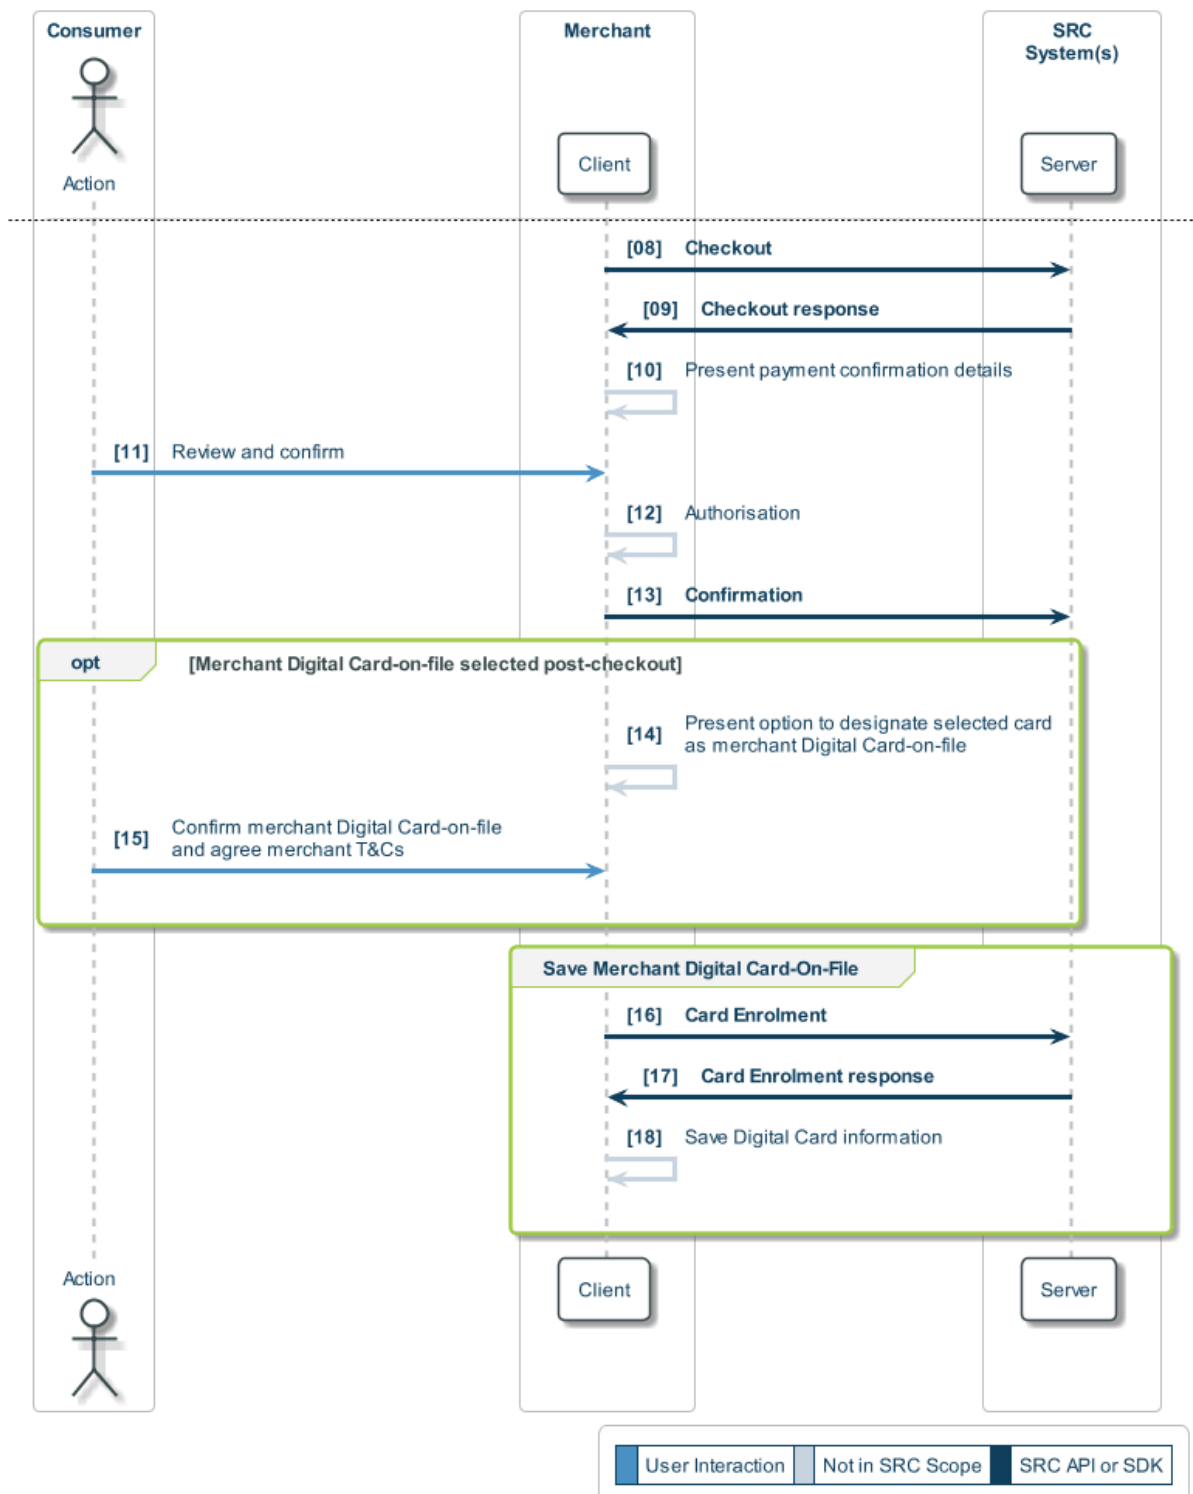 Consumer
Merchant
SRC
System(s)
Action
Client
Server
[08] Checkout
[09] Checkout response
[10] Present payment confirmation details
[11] Review and confirm
[12] Authorisation
[13] Confirmation
opt [Merchant Digital Card-on-file selected post-checkout]
[14] Present option to designate selected card
as merchant Digital Card-on-file
[15] Confirm merchant Digital Card-on-file
and agree merchant T&Cs
Save Merchant Digital Card-On-File
[16] Card Enrolment
[17] Card Enrolment response
[18] Save Digital Card information
Action
Client
Server
User Interaction
Not in SRC Scope
SRC API or SDK